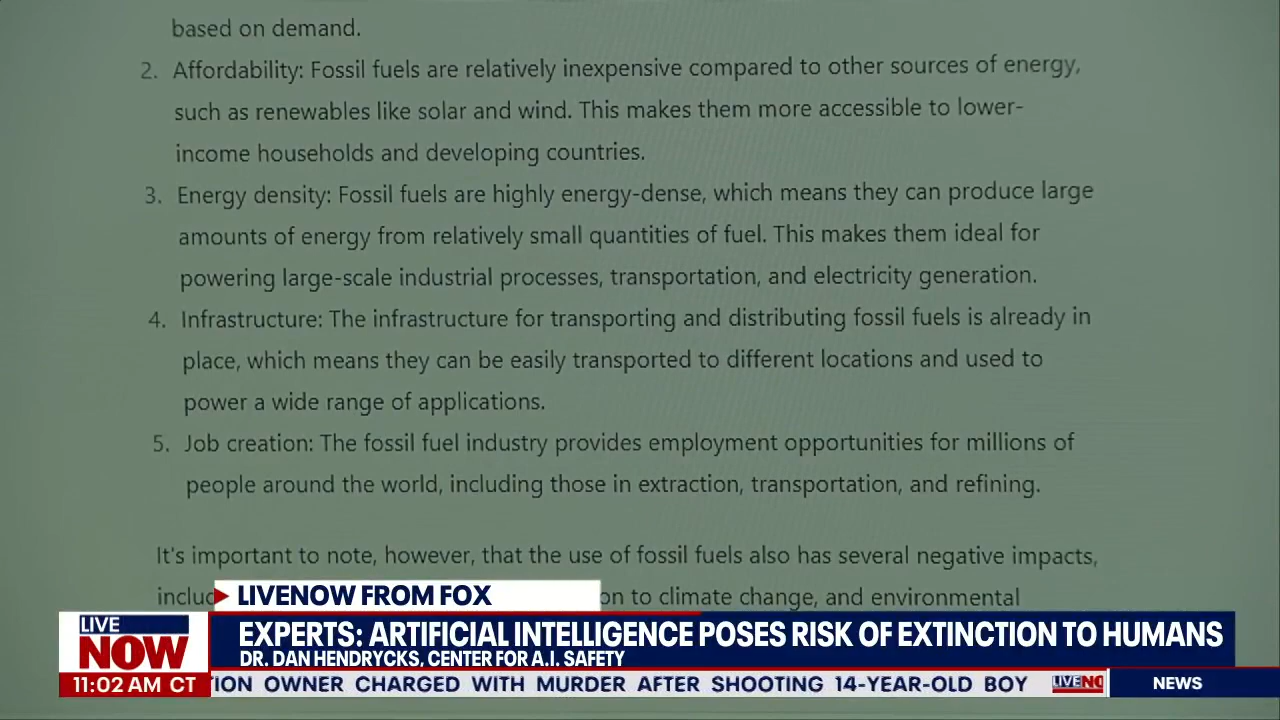 based on demand.
2. Affordability: Fossil fuels are relatively inexpensive compared to other sources of energy,
such as renewables like solar and wind. This makes them more accessible to lower-
income households and developing countries.
3. Energy density: Fossil fuels are highly energy-dense, which means they can produce large
amounts of energy from relatively small quantities of fuel. This makes them ideal for
powering large-scale industrial processes, transportation, and electricity generation.
4. Infrastructure: The infrastructure for transporting and distributing fossil fuels is already in
place, which means they can be easily transported to different locations and used to
power a wide range of applications.
5. Job creation: The fossil fuel industry provides employment opportunities for millions of
people around the world, including those in extraction, transportation, and refining.
It's important to note, however, that the use of fossil fuels also has several negative impacts,
to climate change, and environmental
LIVENOW FROM FOX
LIVE
NOW
EXPERTS: ARTIFICIAL INTELLIGENCE POSES RISK OF EXTINCTION TO HUMANS
DR. DAN HENDRYCKS, CENTER FOR A.I. SAFETY
11:02 AM CT
OWNER CHARGED WITH MURDER AFTER SHOOTING 14-YEAR-OLD BOY
NEWS